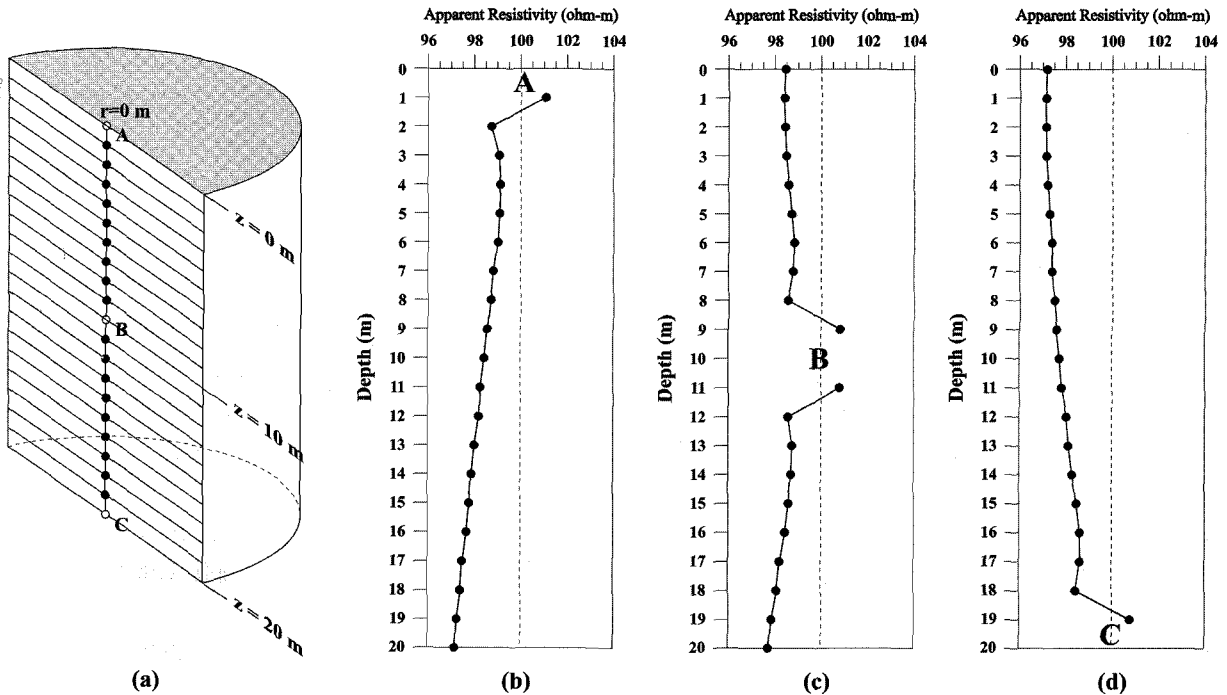 Apparent Resistivity (ohm-m)
96 98 100 102 104
Apparent Resistivity (ohm-m)
96 98 100 102 104
Apparent Resistivity (ohm-m)
96 98 100 102 104
r=0 m
A
B
C
z = 0 m
z = 10 m
z = 20 m
(a)
Depth (m)
0
1
2
3
4
5
6
7
8
9
10
11
12
13
14
15
16
17
18
19
20
A
(b)
Depth (m)
0
1
2
3
4
5
6
7
8
9
10
11
12
13
14
15
16
17
18
19
20
B
(c)
Depth (m)
0
1
2
3
4
5
6
7
8
9
10
11
12
13
14
15
16
17
18
19
20
C
(d)